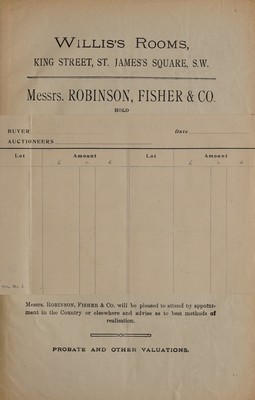 WILLIS'S ROOMS,
KING STREET, ST. JAMES'S SQUARE, S.W.
Messrs. ROBINSON, FISHER & CO.
HOLD
BUYER Date
AUCTIONEERS
Lot Amount Lot Amount
£ s d £ s d
Messrs. ROBINSON, FISHER & CO. will be pleased to attend by appoint-
ment in the Country or elsewhere and advise as to best methods of
realisation.
PROBATE AND OTHER VALUATIONS.